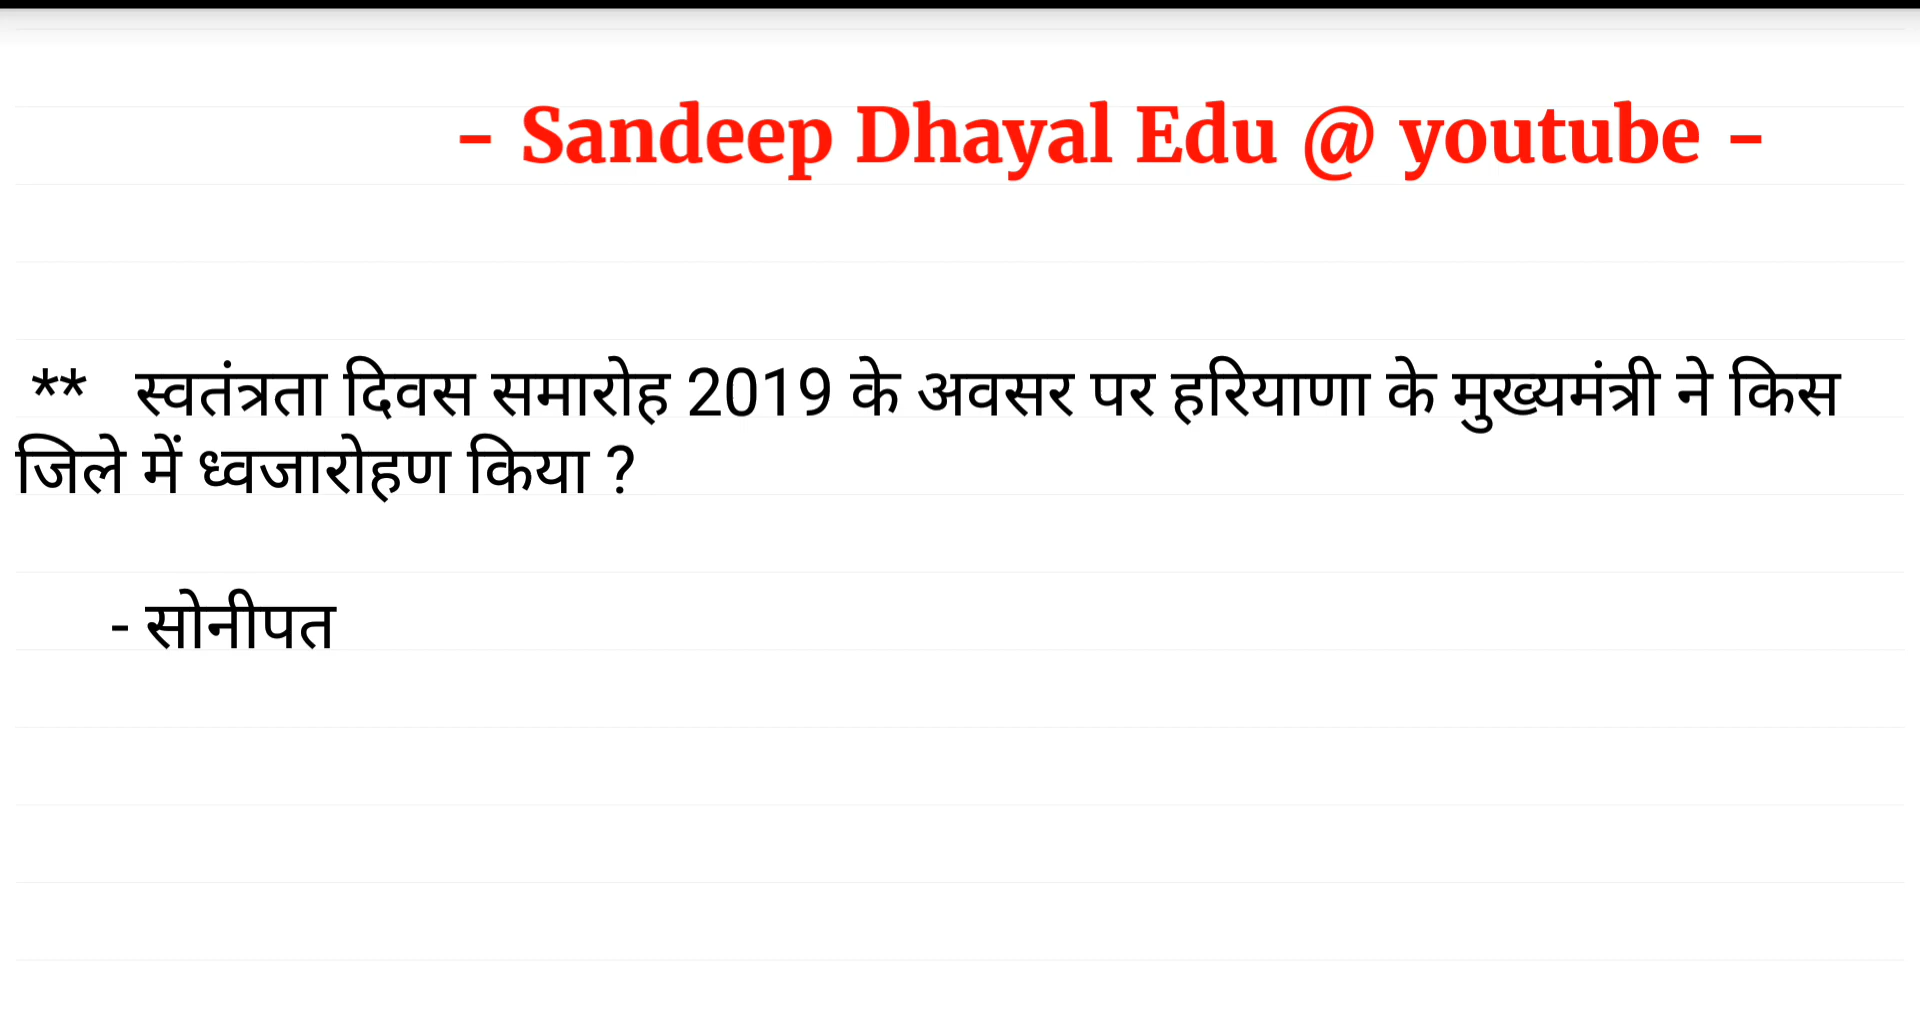 - Sandeep Dhayal Edu @ youtube -
** स्वतंत्रता दिवस समारोह 2019 के अवसर पर हरियाणा के मुख्यमंत्री ने किस
जिले में ध्वजारोहण किया ?
- सोनीपत